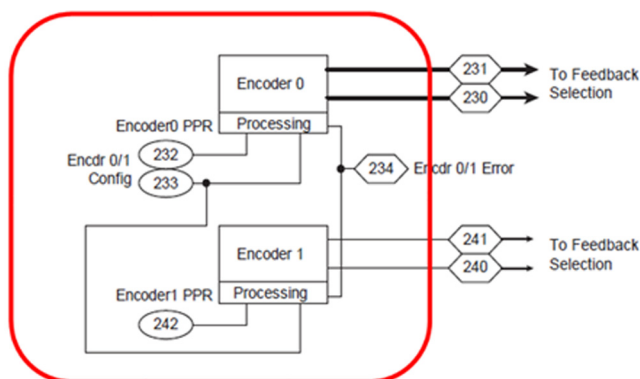 Encoder 0
Processing
231
230
To Feedback
Selection
Encoder0 PPR
232
Encdr 0/1
Config
233
234
Encdr 0/1 Error
Encoder 1
Processing
241
240
To Feedback
Selection
Encoder1 PPR
242